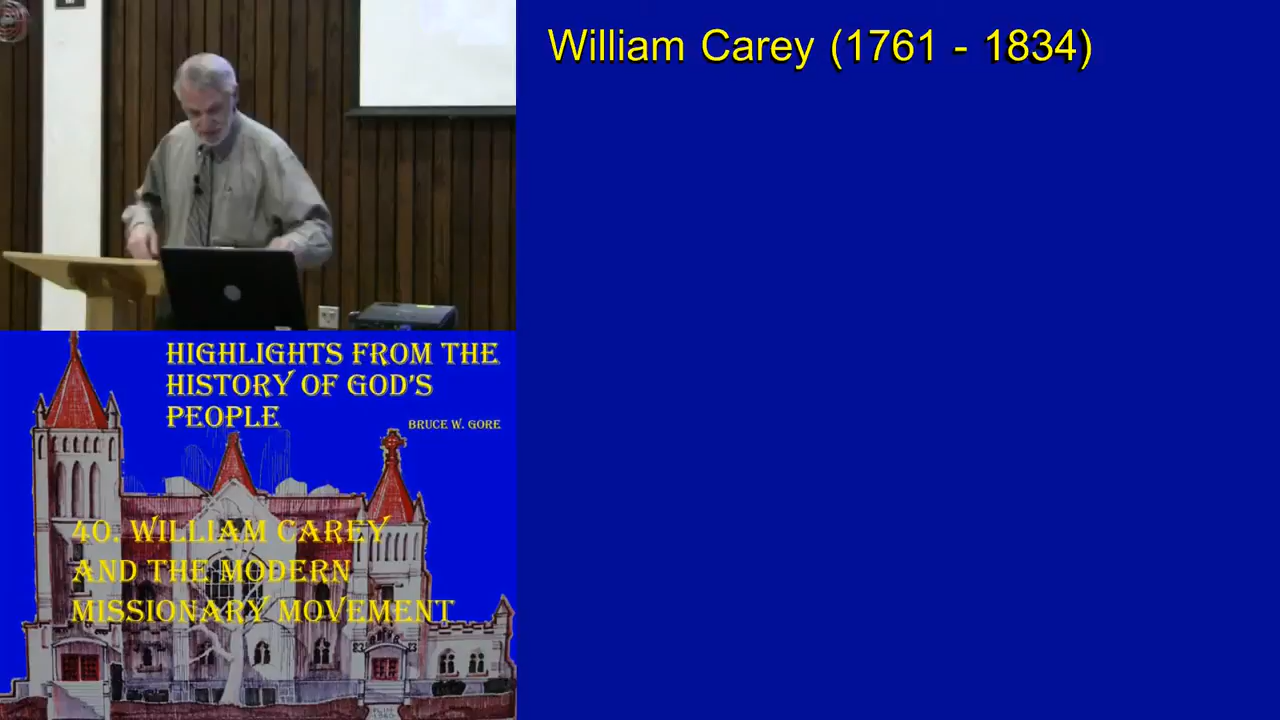 William Carey (1761 - 1834)
HIGHLIGHTS FROM THE
HISTORY OF GOD'S
PEOPLE
BRUCE W. GORE
40. WILLIAM CAREY
AND THE MODERN
MISSIONARY MOVEMENT